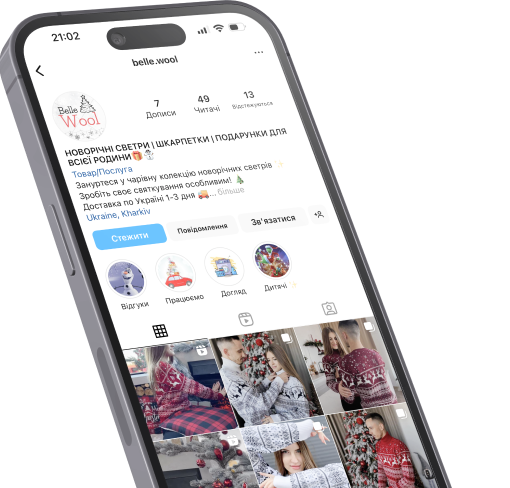 21:02
belle.wool
Belle
Wool
7 49 13
Дописи Читачі Відстежуються
НОВОРІЧНІ СВЕТРИ | ШКАРПЕТКИ | ПОДАРУНКИ ДЛЯ
ВСІЄЇ РОДИНИ🎁☃️
Товар/Послуга
Зануртеся у чарівну колекцію новорічних светрів ✨
Зробіть своє святкування особливим! 🎄
Доставка по Україні 1-3 дня 🚚... більше
Ukraine, Kharkiv
Стежити Повідомлення Зв'язатися
Відгуки Працюємо Догляд Дитячі ✨